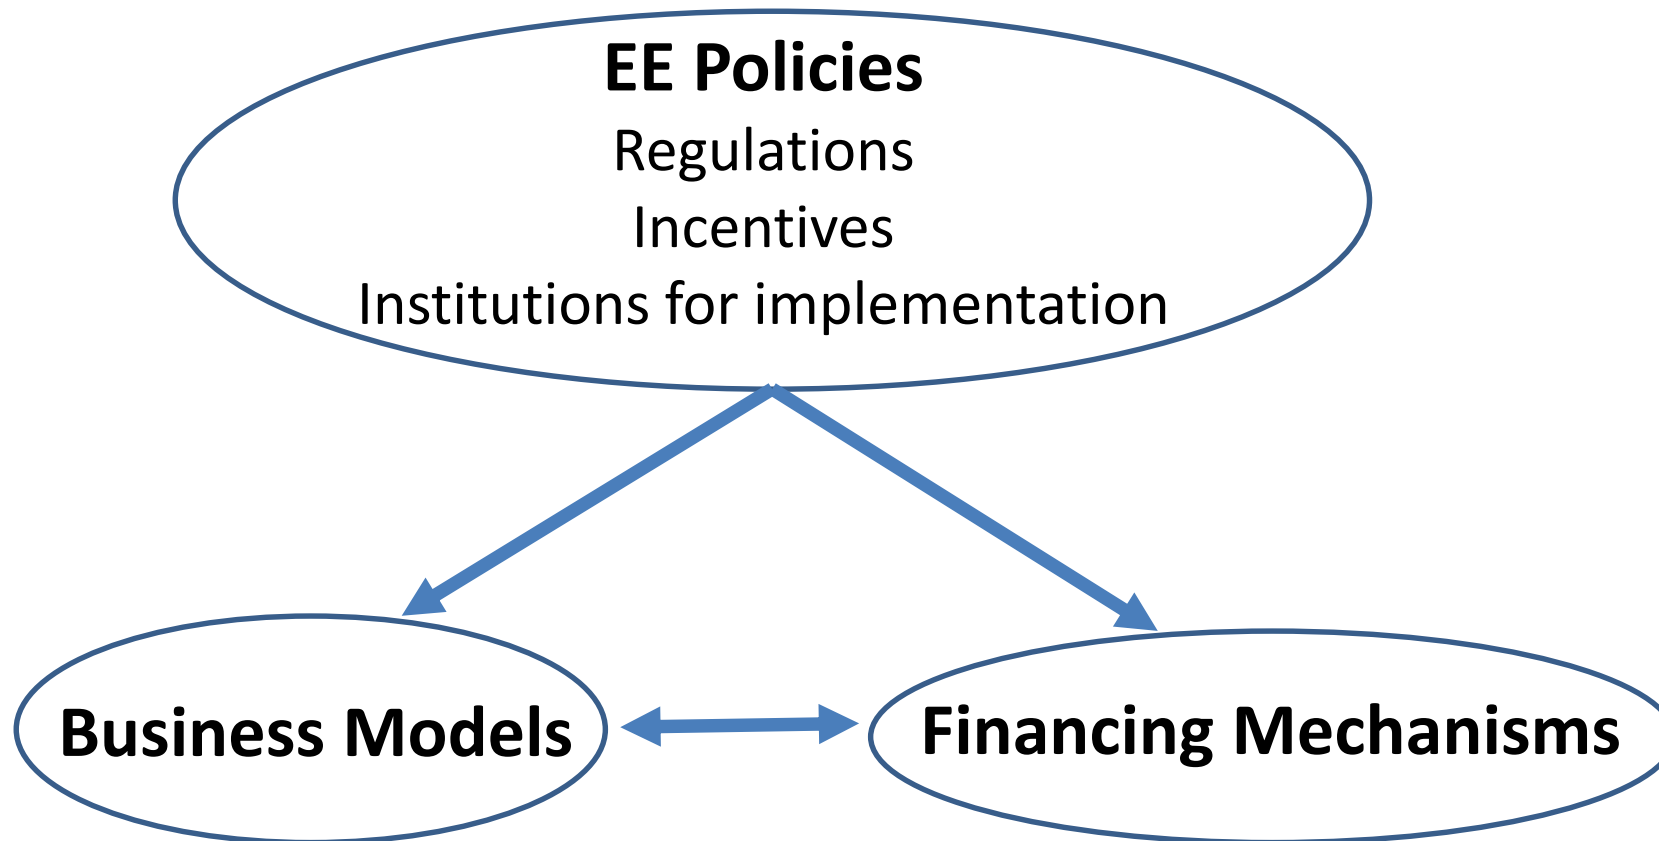 EE Policies
Regulations
Incentives
Institutions for implementation
Business Models
Financing Mechanisms